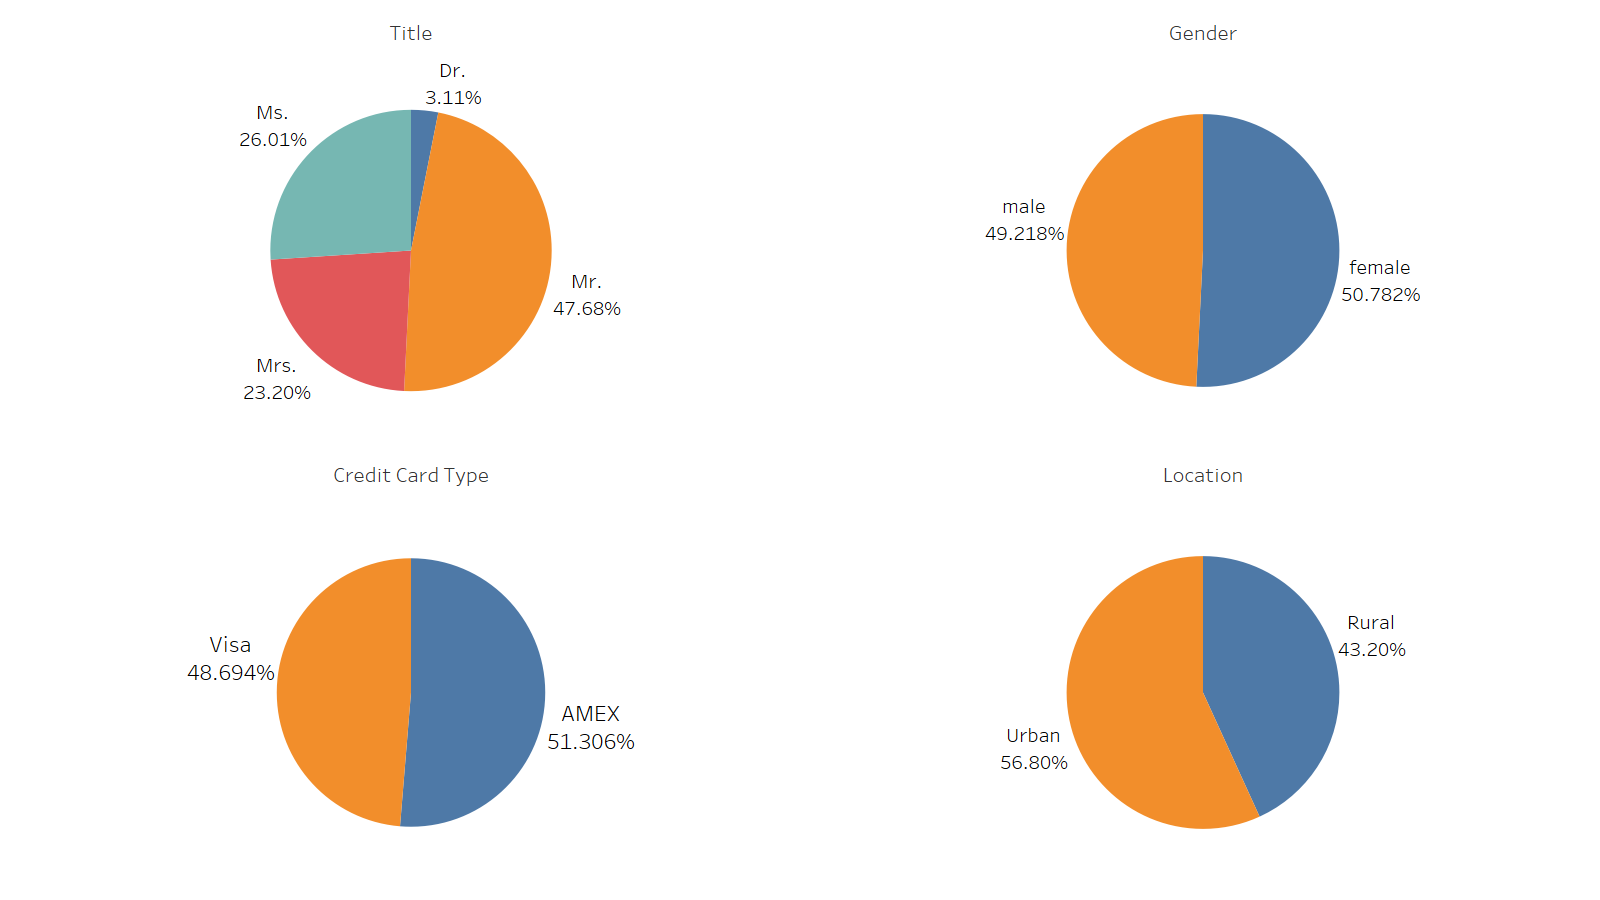 Title
Dr.
3.11%
Ms.
26.01%
Mr.
47.68%
Mrs.
23.20%
Gender
male
49.218%
female
50.782%
Credit Card Type
Visa
48.694%
AMEX
51.306%
Location
Rural
43.20%
Urban
56.80%